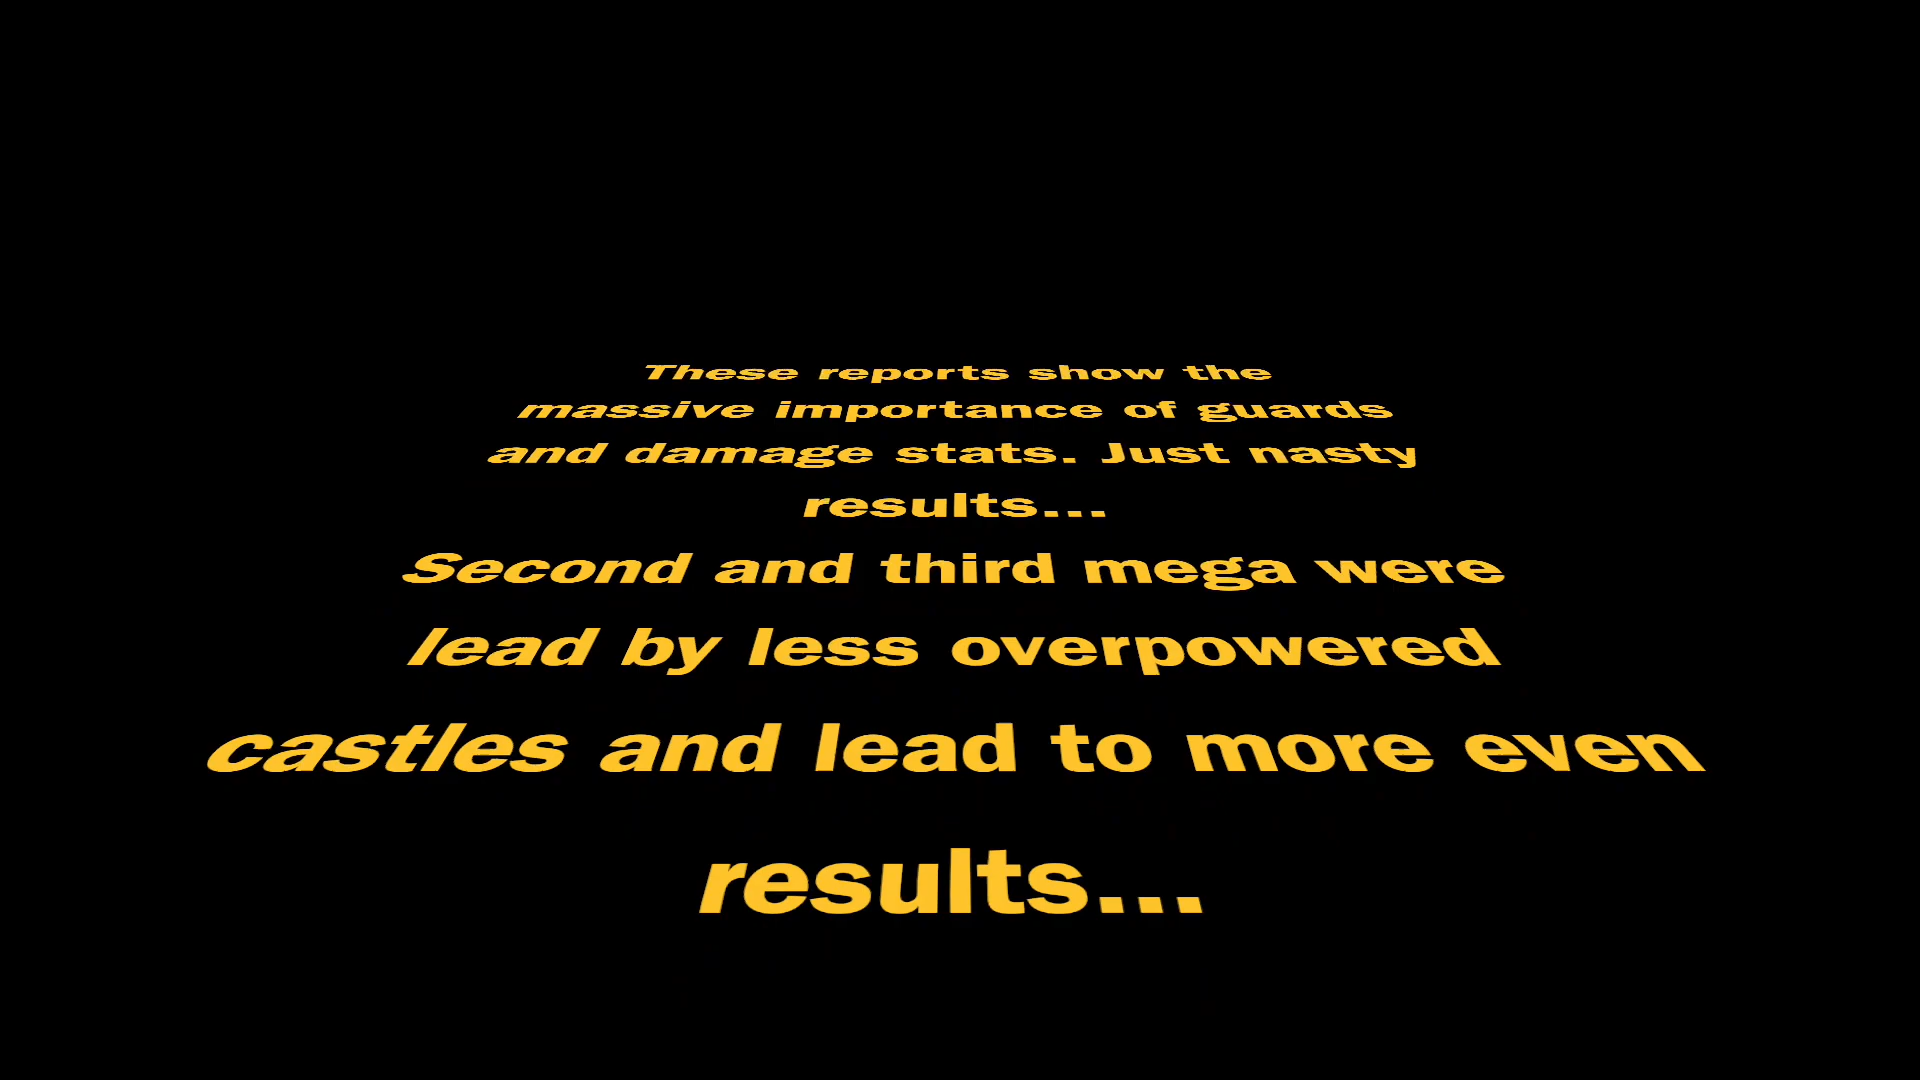 These reports show the
massive importance of guards
and damage stats. Just nasty
results...
Second and third mega were
lead by less overpowered
castles and lead to more even
results...